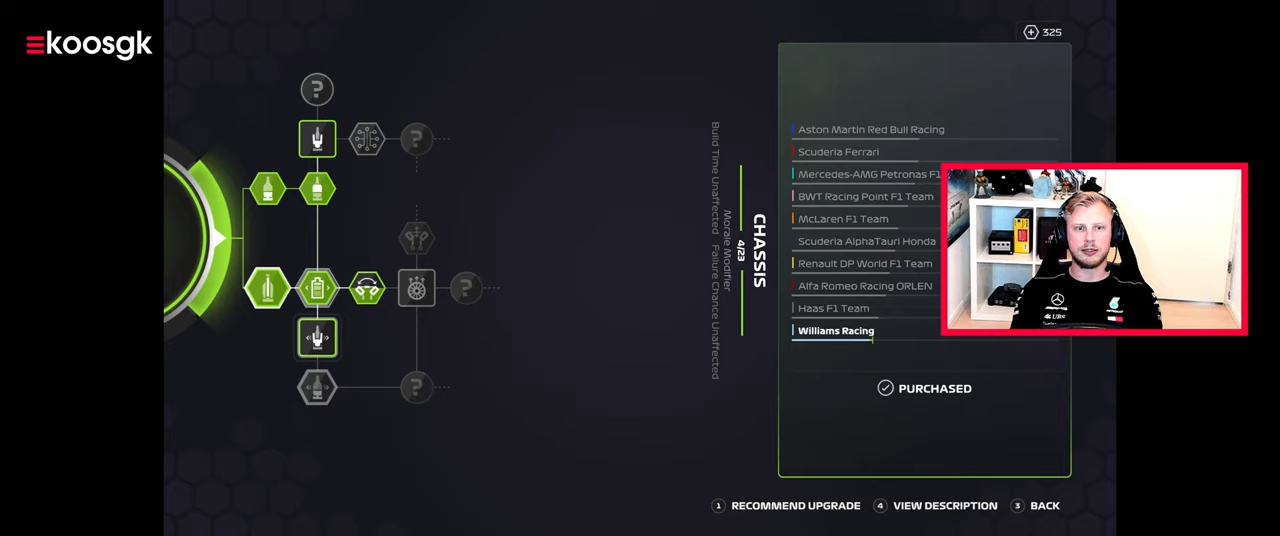 koosgk
325
CHASSIS
4/23
Morale Modifier
Build Time Unaffected Failure Chance Unaffected
Aston Martin Red Bull Racing
Scuderia Ferrari
Mercedes-AMG Petronas F1
BWT Racing Point F1 Team
McLaren F1 Team
Scuderia AlphaTauri Honda
Renault DP World F1 Team
Alfa Romeo Racing ORLEN
Haas F1 Team
Williams Racing
PURCHASED
1 RECOMMEND UPGRADE
4 VIEW DESCRIPTION
3 BACK